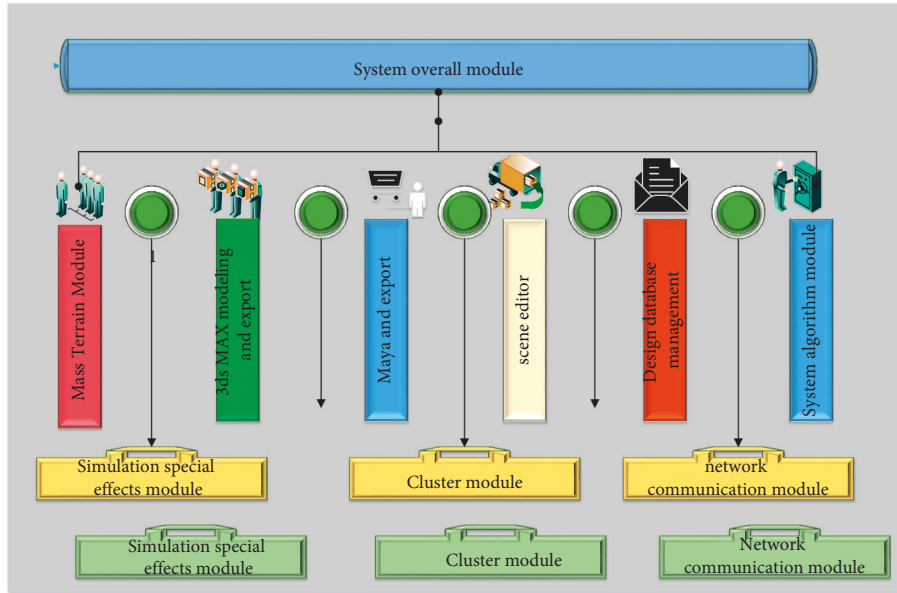 System overall module
1
Mass Terrain Module
3ds MAX modeling
and export
Maya and export
scene editor
Design database
management
System algorithm module
Simulation special
effects module
Cluster module
network
communication module
Simulation special
effects module
Cluster module
Network
communication module